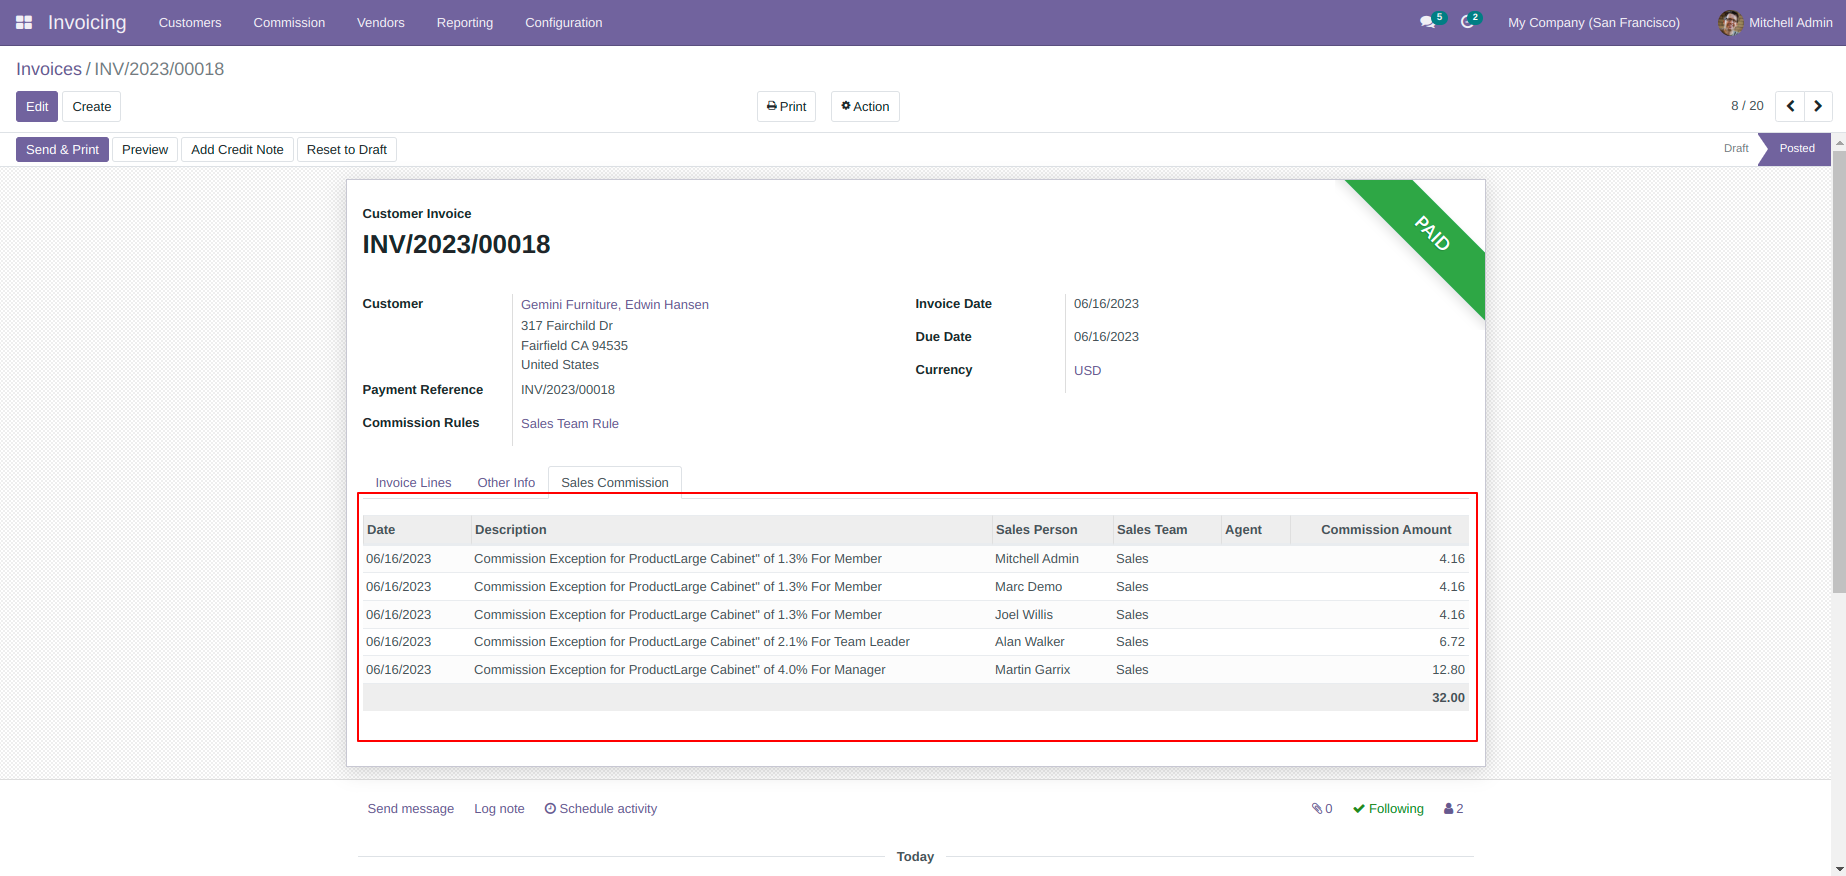 Invoicing Customers Commission Vendors Reporting Configuration 5 2 My Company (San Francisco) Mitchell Admin
Invoices / INV/2023/00018
Edit Create Print Action 8 / 20
Send & Print Preview Add Credit Note Reset to Draft Draft Posted
PAID
Customer Invoice
INV/2023/00018
Customer Gemini Furniture, Edwin Hansen Invoice Date 06/16/2023
317 Fairchild Dr
Fairfield CA 94535 Due Date 06/16/2023
United States Currency USD
Payment Reference INV/2023/00018
Commission Rules Sales Team Rule
Invoice Lines Other Info Sales Commission
Date Description Sales Person Sales Team Agent Commission Amount
06/16/2023 Commission Exception for ProductLarge Cabinet" of 1.3% For Member Mitchell Admin Sales 4.16
06/16/2023 Commission Exception for ProductLarge Cabinet" of 1.3% For Member Marc Demo Sales 4.16
06/16/2023 Commission Exception for ProductLarge Cabinet" of 1.3% For Member Joel Willis Sales 4.16
06/16/2023 Commission Exception for ProductLarge Cabinet" of 2.1% For Team Leader Alan Walker Sales 6.72
06/16/2023 Commission Exception for ProductLarge Cabinet" of 4.0% For Manager Martin Garrix Sales 12.80
32.00
Send message Log note Schedule activity 0 Following 2
Today